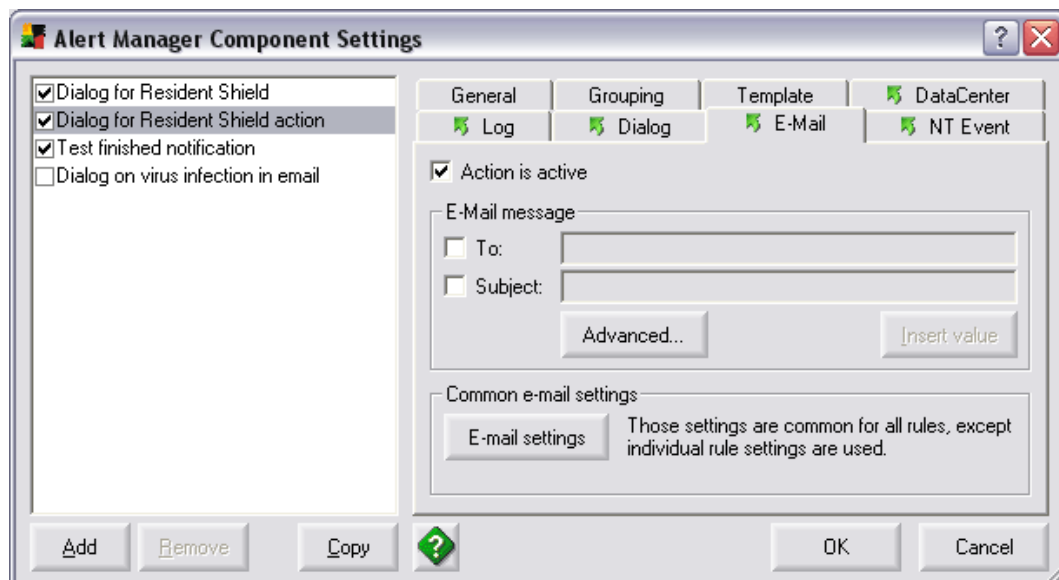 Alert Manager Component Settings
?
Dialog for Resident Shield
Dialog for Resident Shield action
Test finished notification
Dialog on virus infection in email
General
Grouping
Template
DataCenter
Log
Dialog
E-Mail
NT Event
Action is active
E-Mail message
To:
Subject:
Advanced...
Insert value
Common e-mail settings
E-mail settings
Those settings are common for all rules, except
individual rule settings are used.
Add
Remove
Copy
?
OK
Cancel